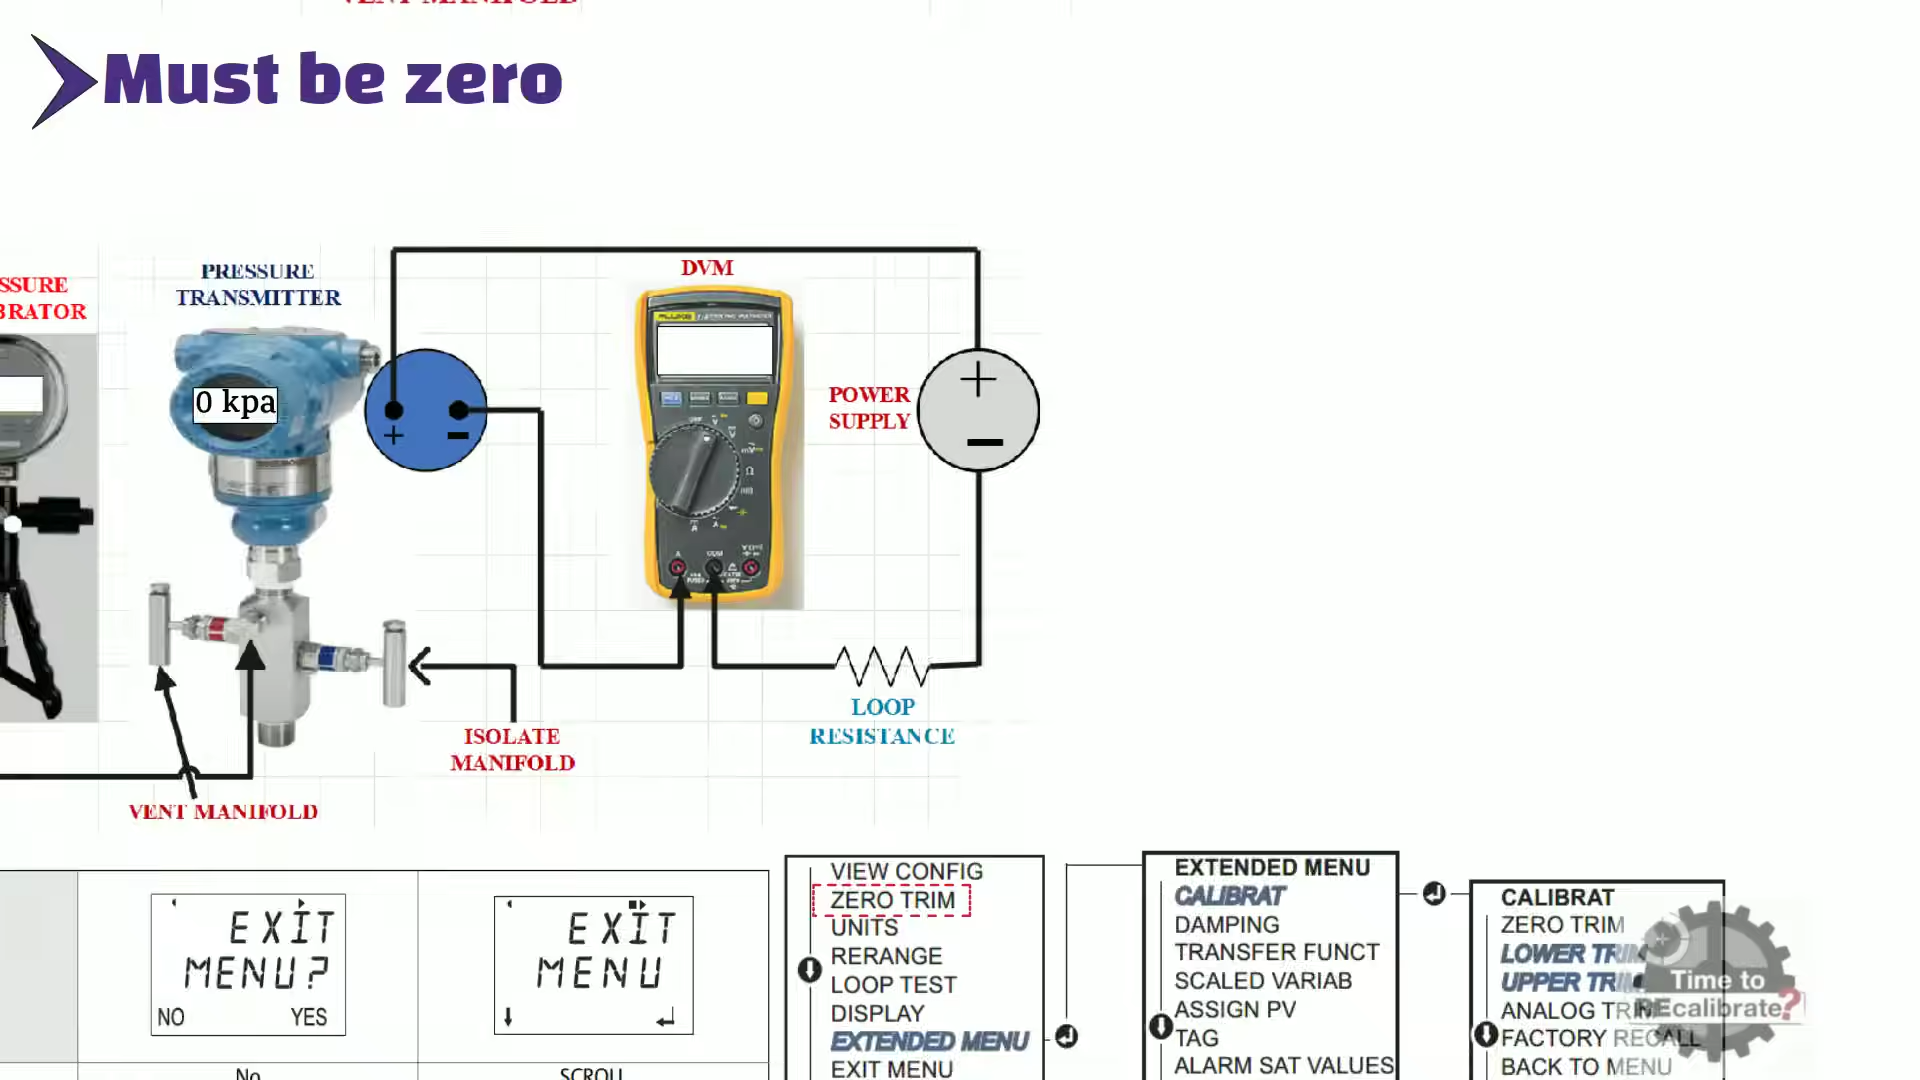 VENT MANIFOLD
Must be zero
SSURE
BRATOR
PRESSURE
TRANSMITTER
0 kpa
+
DVM
FLUKE
POWER
SUPPLY
+
LOOP
RESISTANCE
ISOLATE
MANIFOLD
VENT MANIFOLD
EXIT
MENU?
NO YES
No
EXIT
MENU
SCROLL
VIEW CONFIG
ZERO TRIM
UNITS
RERANGE
LOOP TEST
DISPLAY
EXTENDED MENU
EXIT MENU
EXTENDED MENU
CALIBRAT
DAMPING
TRANSFER FUNCT
SCALED VARIAB
ASSIGN PV
TAG
ALARM SAT VALUES
CALIBRAT
ZERO TRIM
LOWER TRIM
UPPER TRIM
ANALOG TRIM
FACTORY RECALL
BACK TO MENU
Time to
REcalibrate?